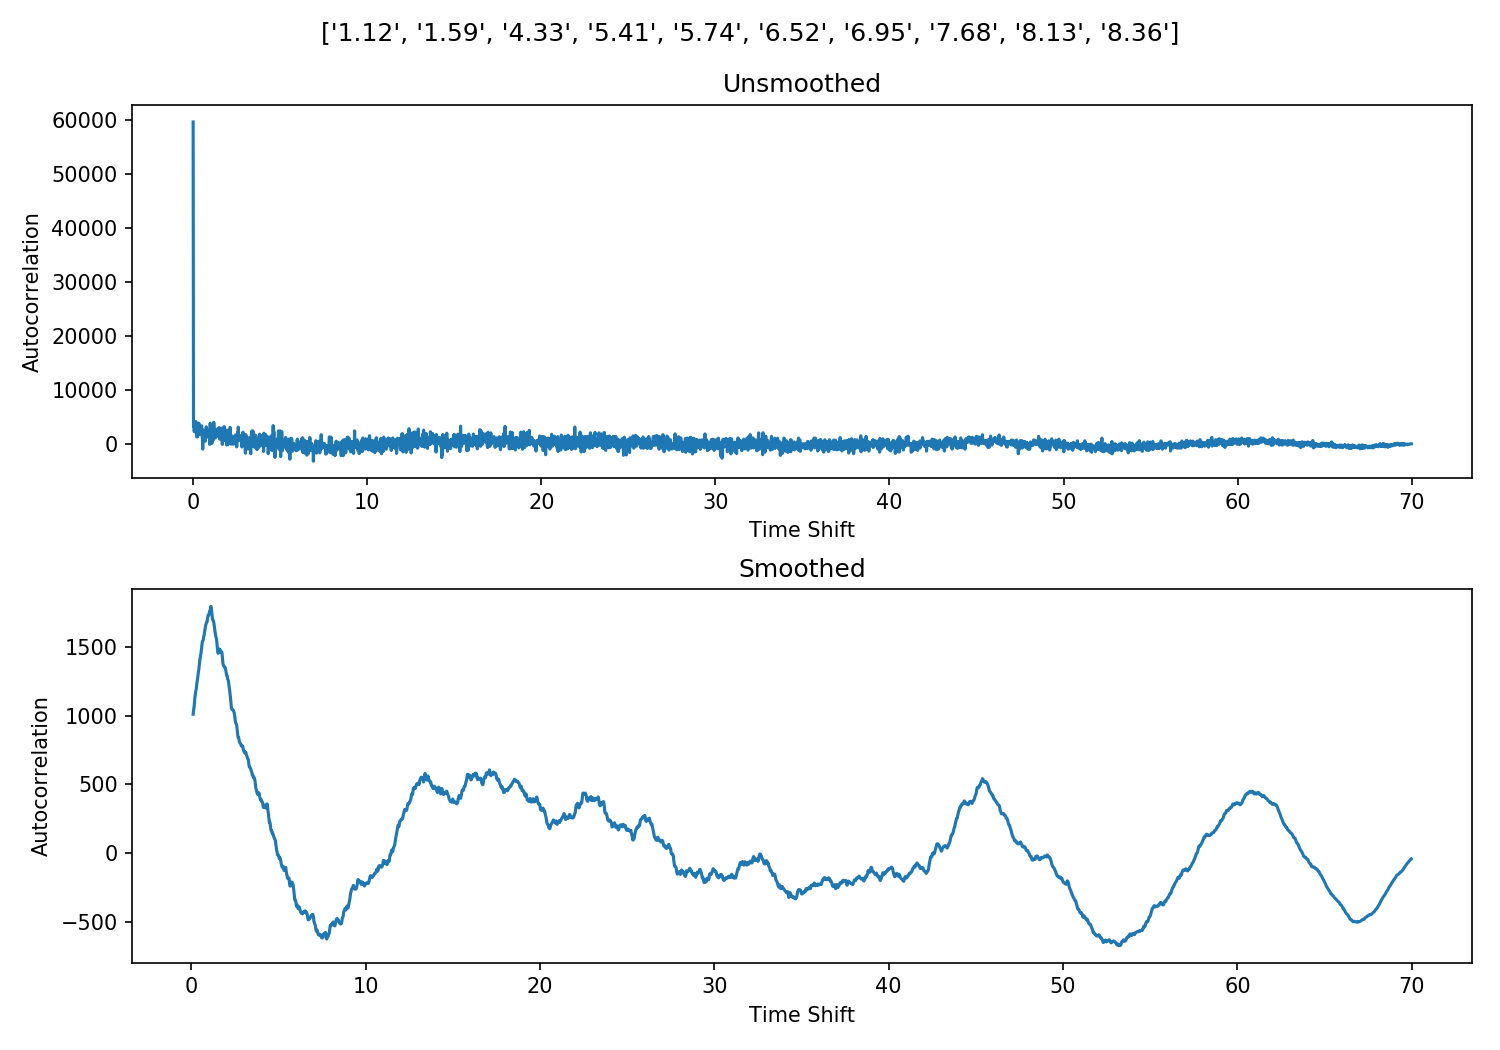 ['1.12', '1.59', '4.33', '5.41', '5.74', '6.52', '6.95', '7.68', '8.13', '8.36']
Unsmoothed
Autocorrelation
60000
50000
40000
30000
20000
10000
0
0 10 20 30 40 50 60 70
Time Shift
Smoothed
Autocorrelation
1500
1000
500
0
−500
0 10 20 30 40 50 60 70
Time Shift